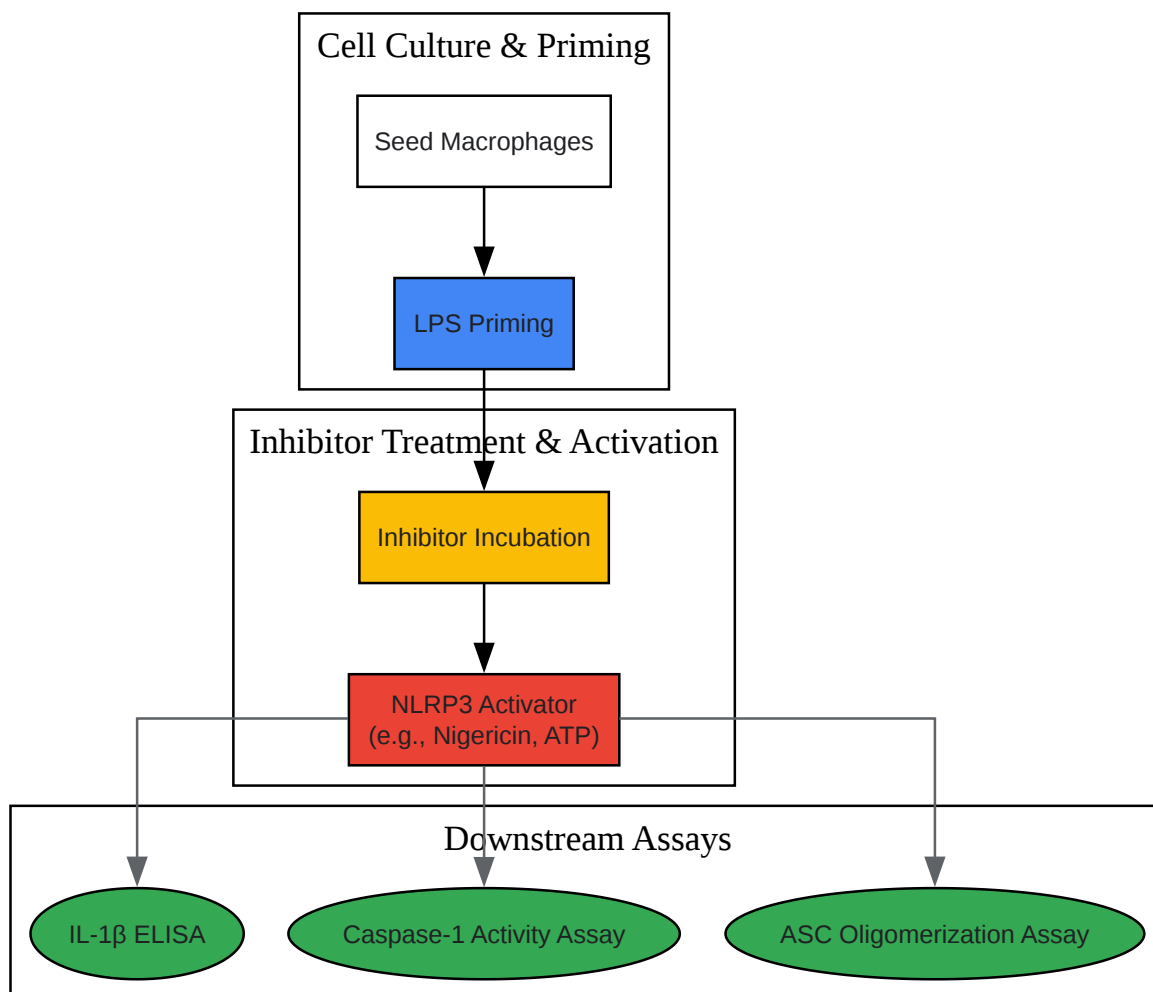 Cell Culture & Priming
Seed Macrophages
LPS Priming
Inhibitor Treatment & Activation
Inhibitor Incubation
NLRP3 Activator
(e.g., Nigericin, ATP)
Downstream Assays
IL-1β ELISA
Caspase-1 Activity Assay
ASC Oligomerization Assay